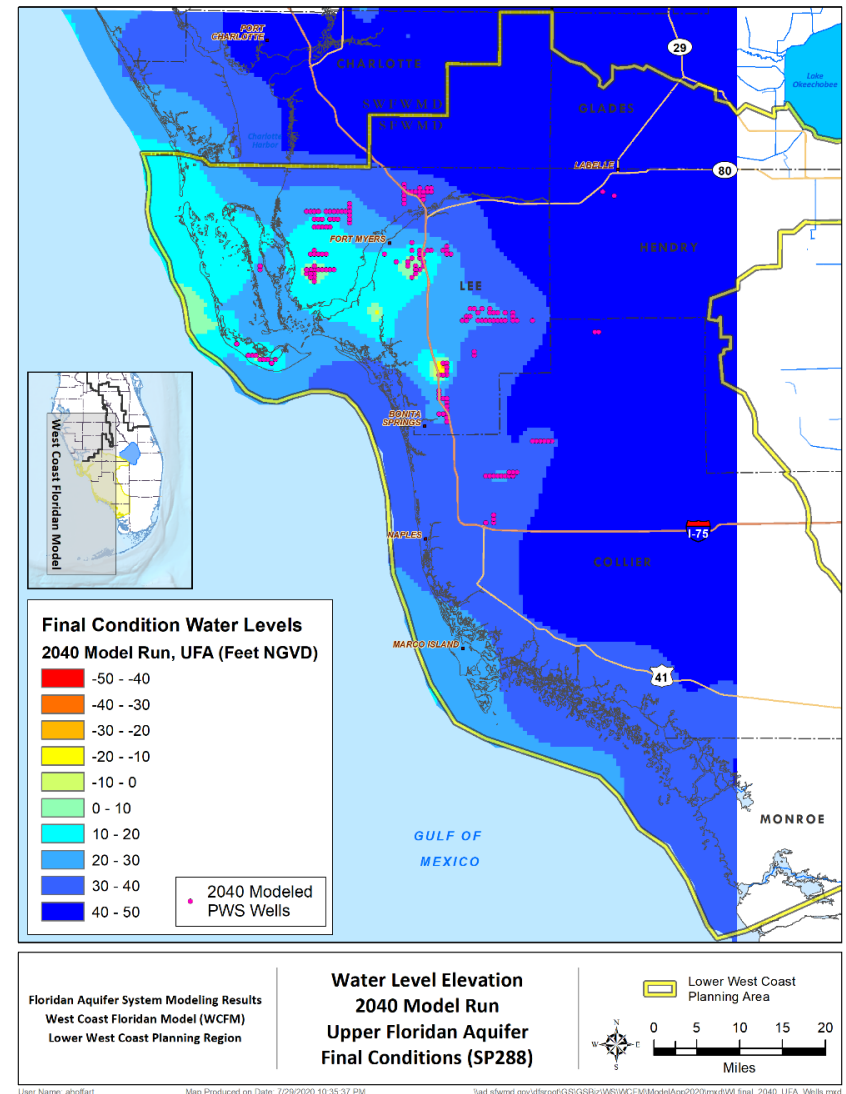 FORT
CHARLOTTE
CHARLOTTE
29
Lake
Okeechobee
SWFWMD
SFWMD
GLADES
Charlotte
Harbor
LABELLE
80
FORT MYERS
HENDRY
LEE
BONITA
SPRINGS
West Coast Floridan Model
NAPLES
I-75
COLLIER
MARCO ISLAND
41
Final Condition Water Levels
2040 Model Run, UFA (Feet NGVD)
-50 - -40
-40 - -30
-30 - -20
-20 - -10
-10 - 0
0 - 10
10 - 20
20 - 30
30 - 40
40 - 50
2040 Modeled
PWS Wells
GULF OF
MEXICO
MONROE
Floridan Aquifer System Modeling Results
West Coast Floridan Model (WCFM)
Lower West Coast Planning Region
Water Level Elevation
2040 Model Run
Upper Floridan Aquifer
Final Conditions (SP288)
Lower West Coast
Planning Area
N
W E
S
0 5 10 15 20
Miles
User Name: ahoffart
Map Produced on Date: 7/29/2020 10:35:37 PM